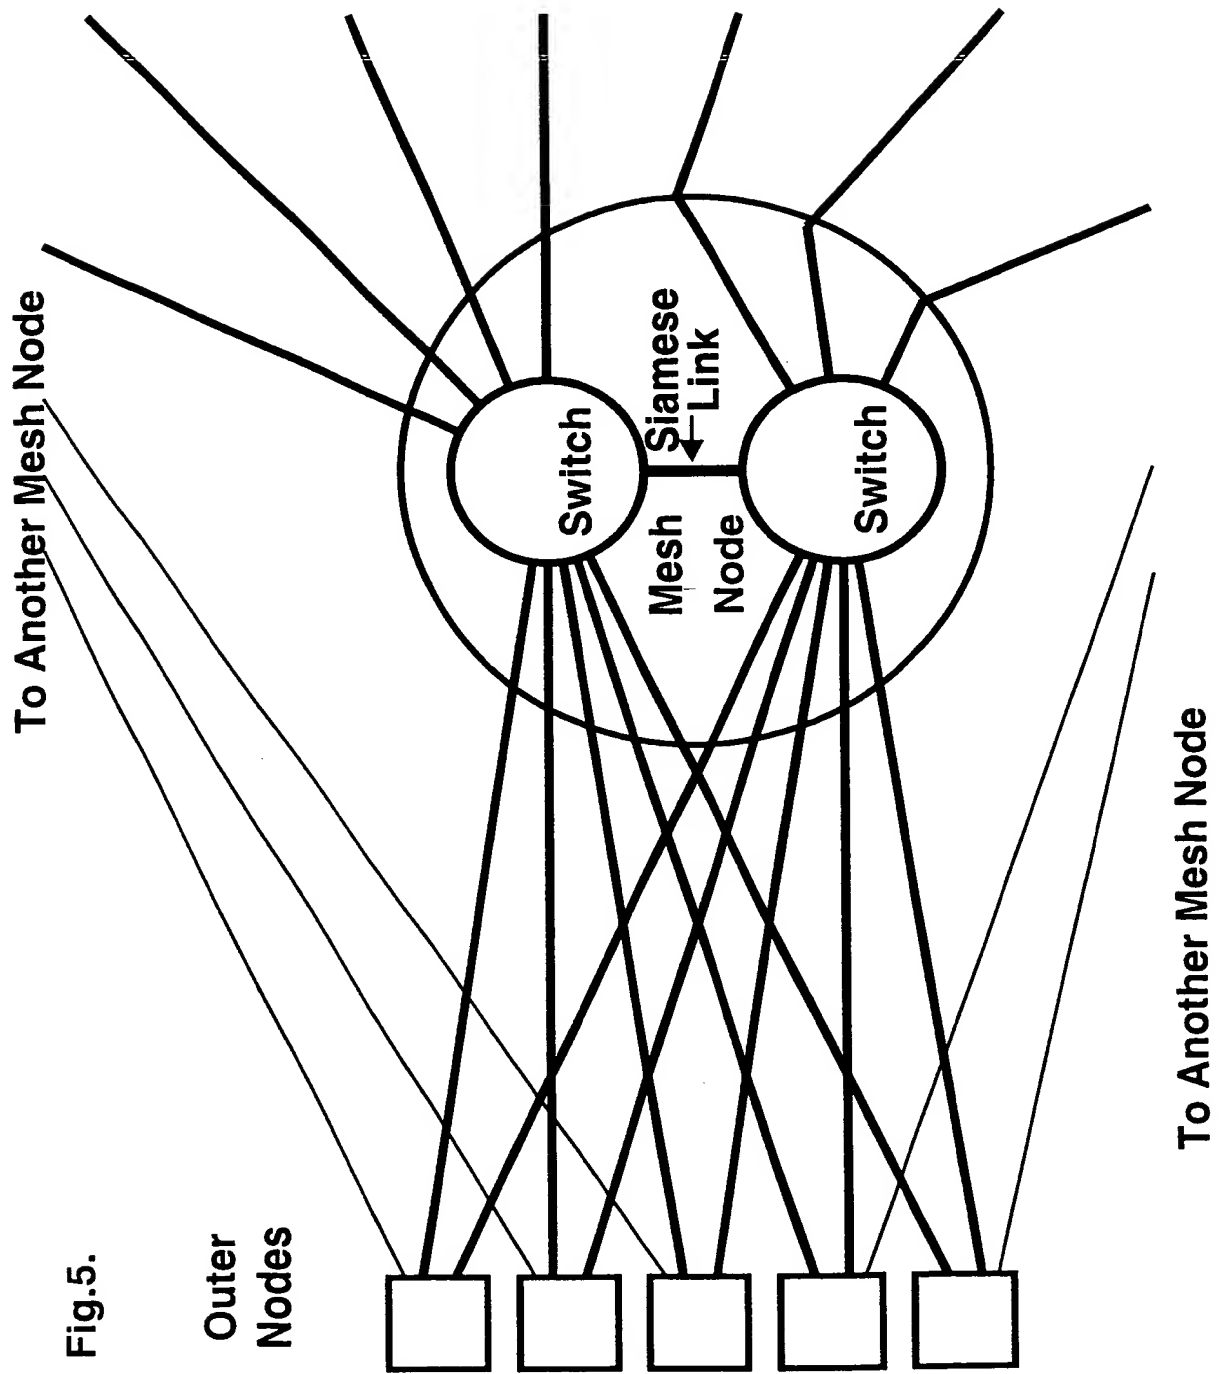 Fig.5.
Outer
Nodes
To Another Mesh Node
Switch
Mesh
Node
Siamese
Link
Switch
To Another Mesh Node